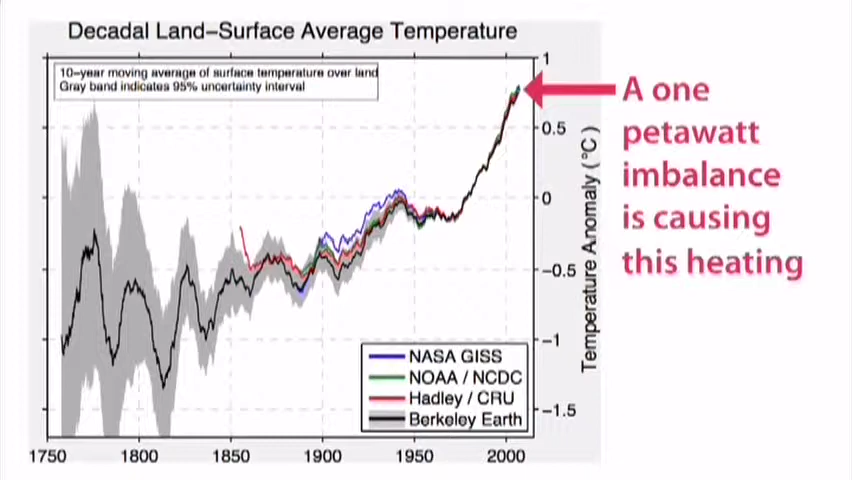 Decadal Land-Surface Average Temperature
10-year moving average of surface temperature over land
Gray band indicates 95% uncertainty interval
1
0.5
0
-0.5
-1
-1.5
Temperature Anomaly (°C)
1750
1800
1850
1900
1950
2000
NASA GISS
NOAA / NCDC
Hadley / CRU
Berkeley Earth
A one
petawatt
imbalance
is causing
this heating